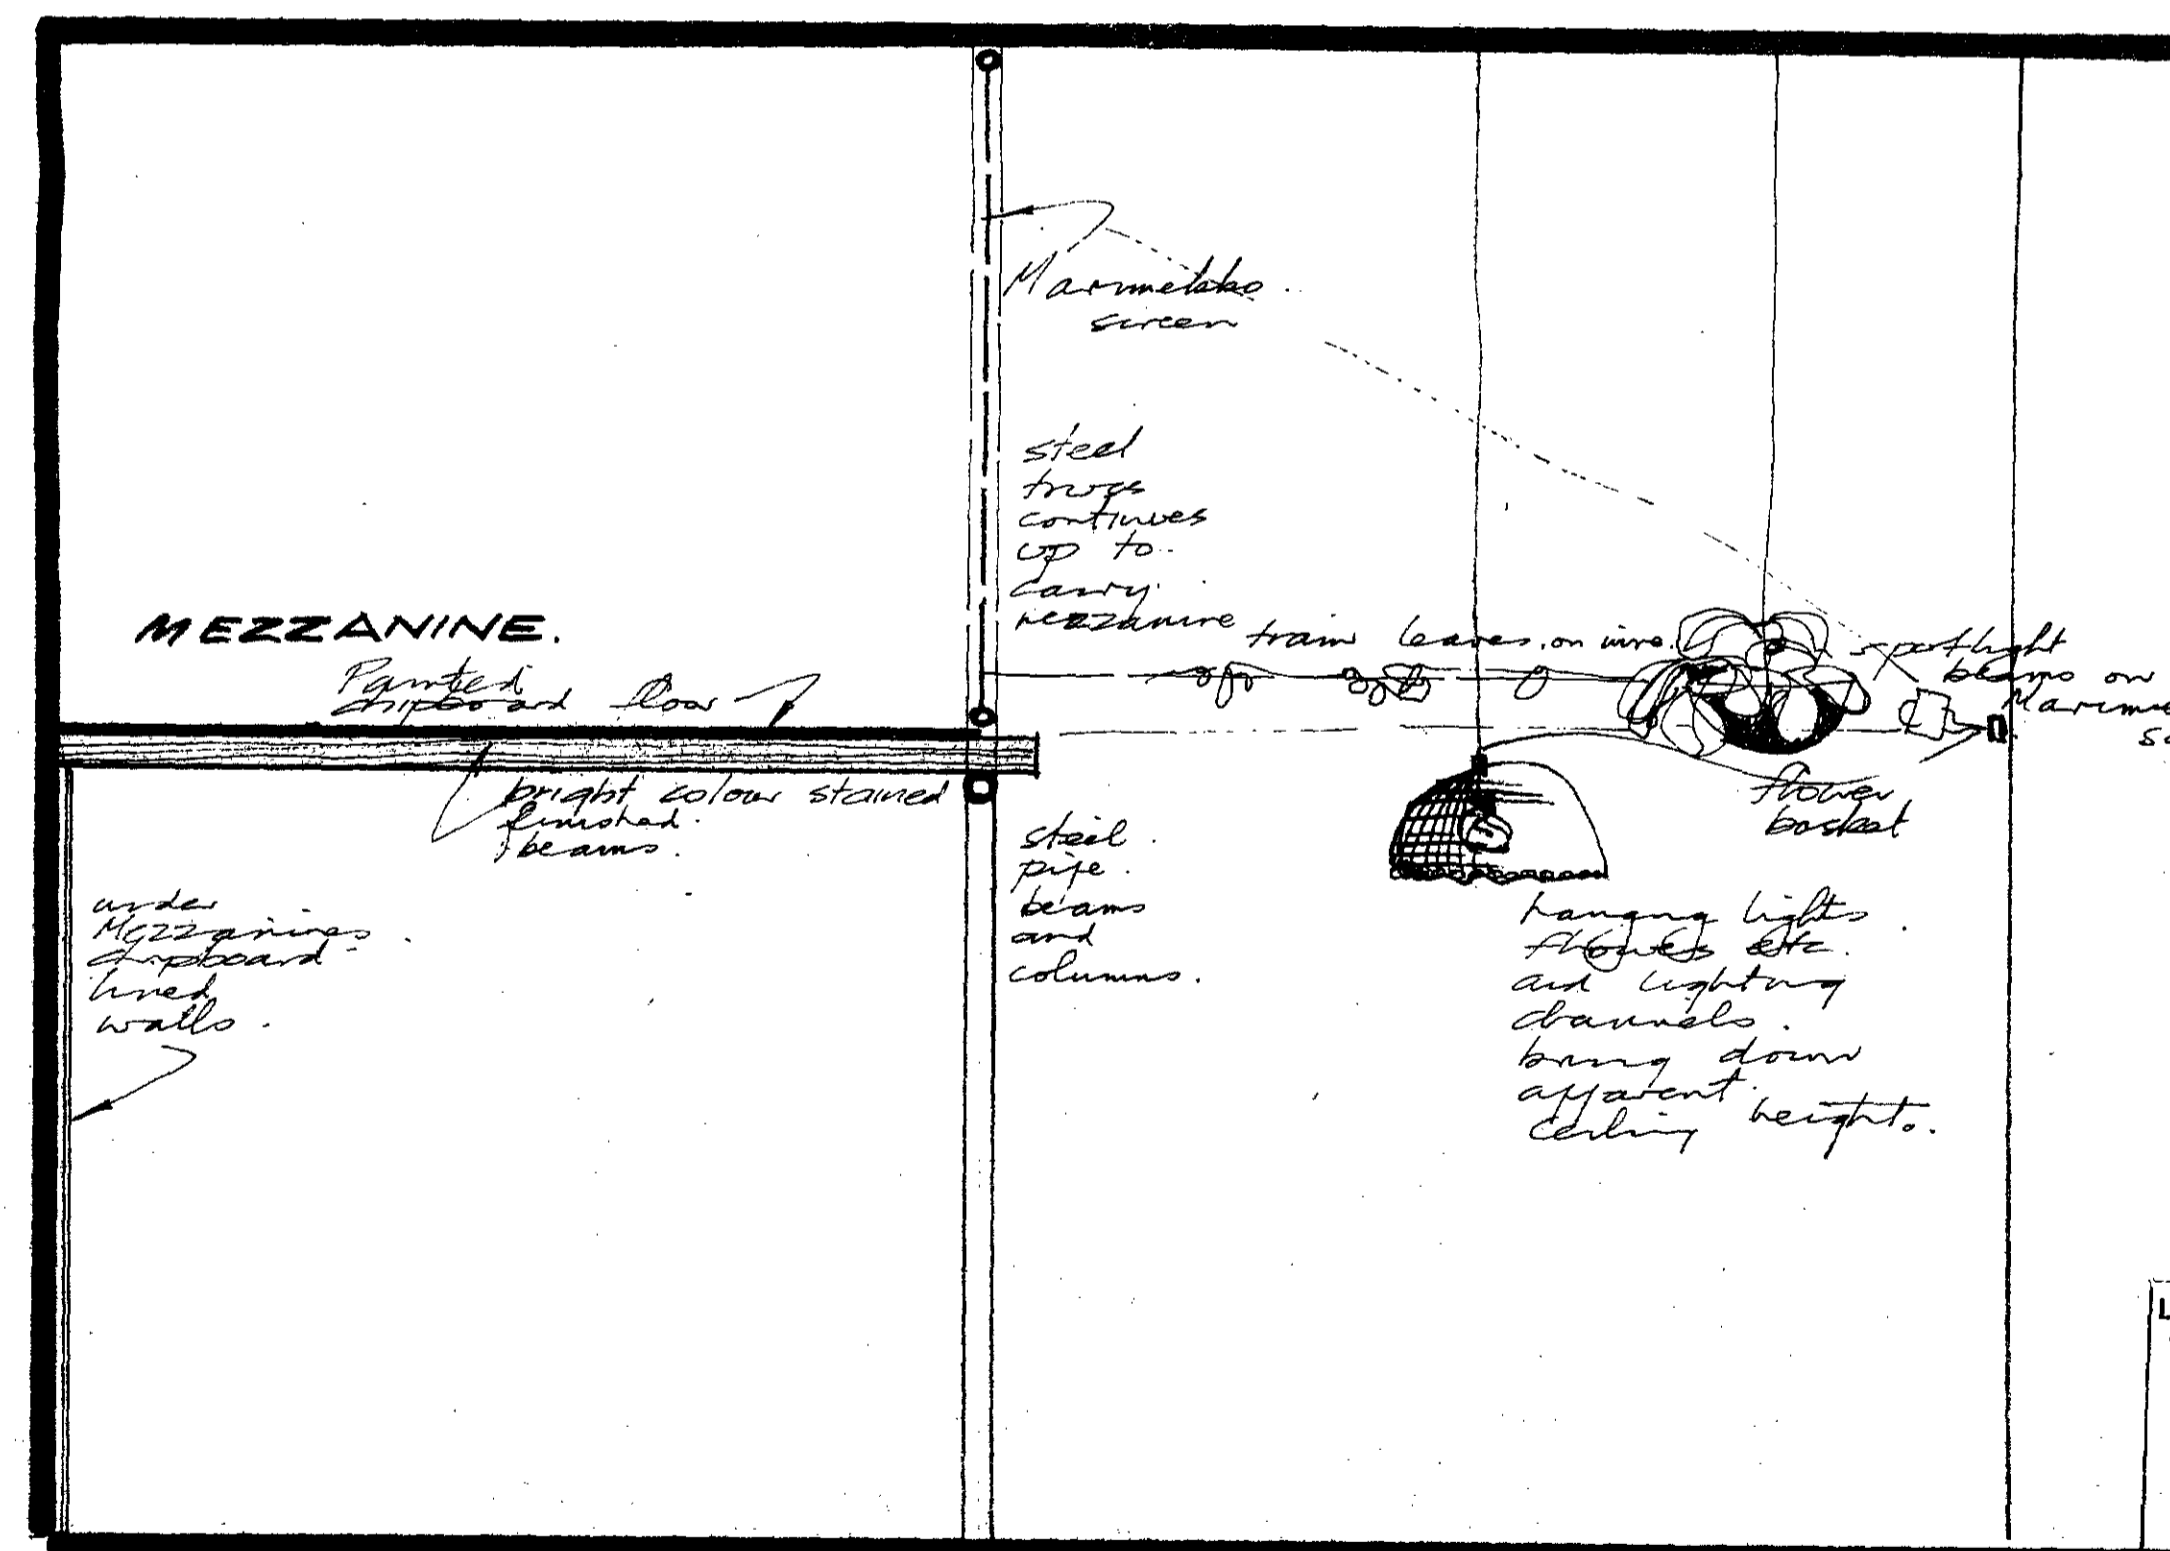 Marimekko.
screen
steel
truss
continues
up to
carry
mezzanine
MEZZANINE.
train leaves on wire.
spotlight
beams on
Marime
Painted
chipboard floor
bright colour stained
finished
beams.
flower
basket
steel
pipe
beams
and
columns.
under
Mezzanines
chipboard
lined
walls.
hanging lights
flowers etc.
and lighting
channels.
bring down
apparent
ceiling height.